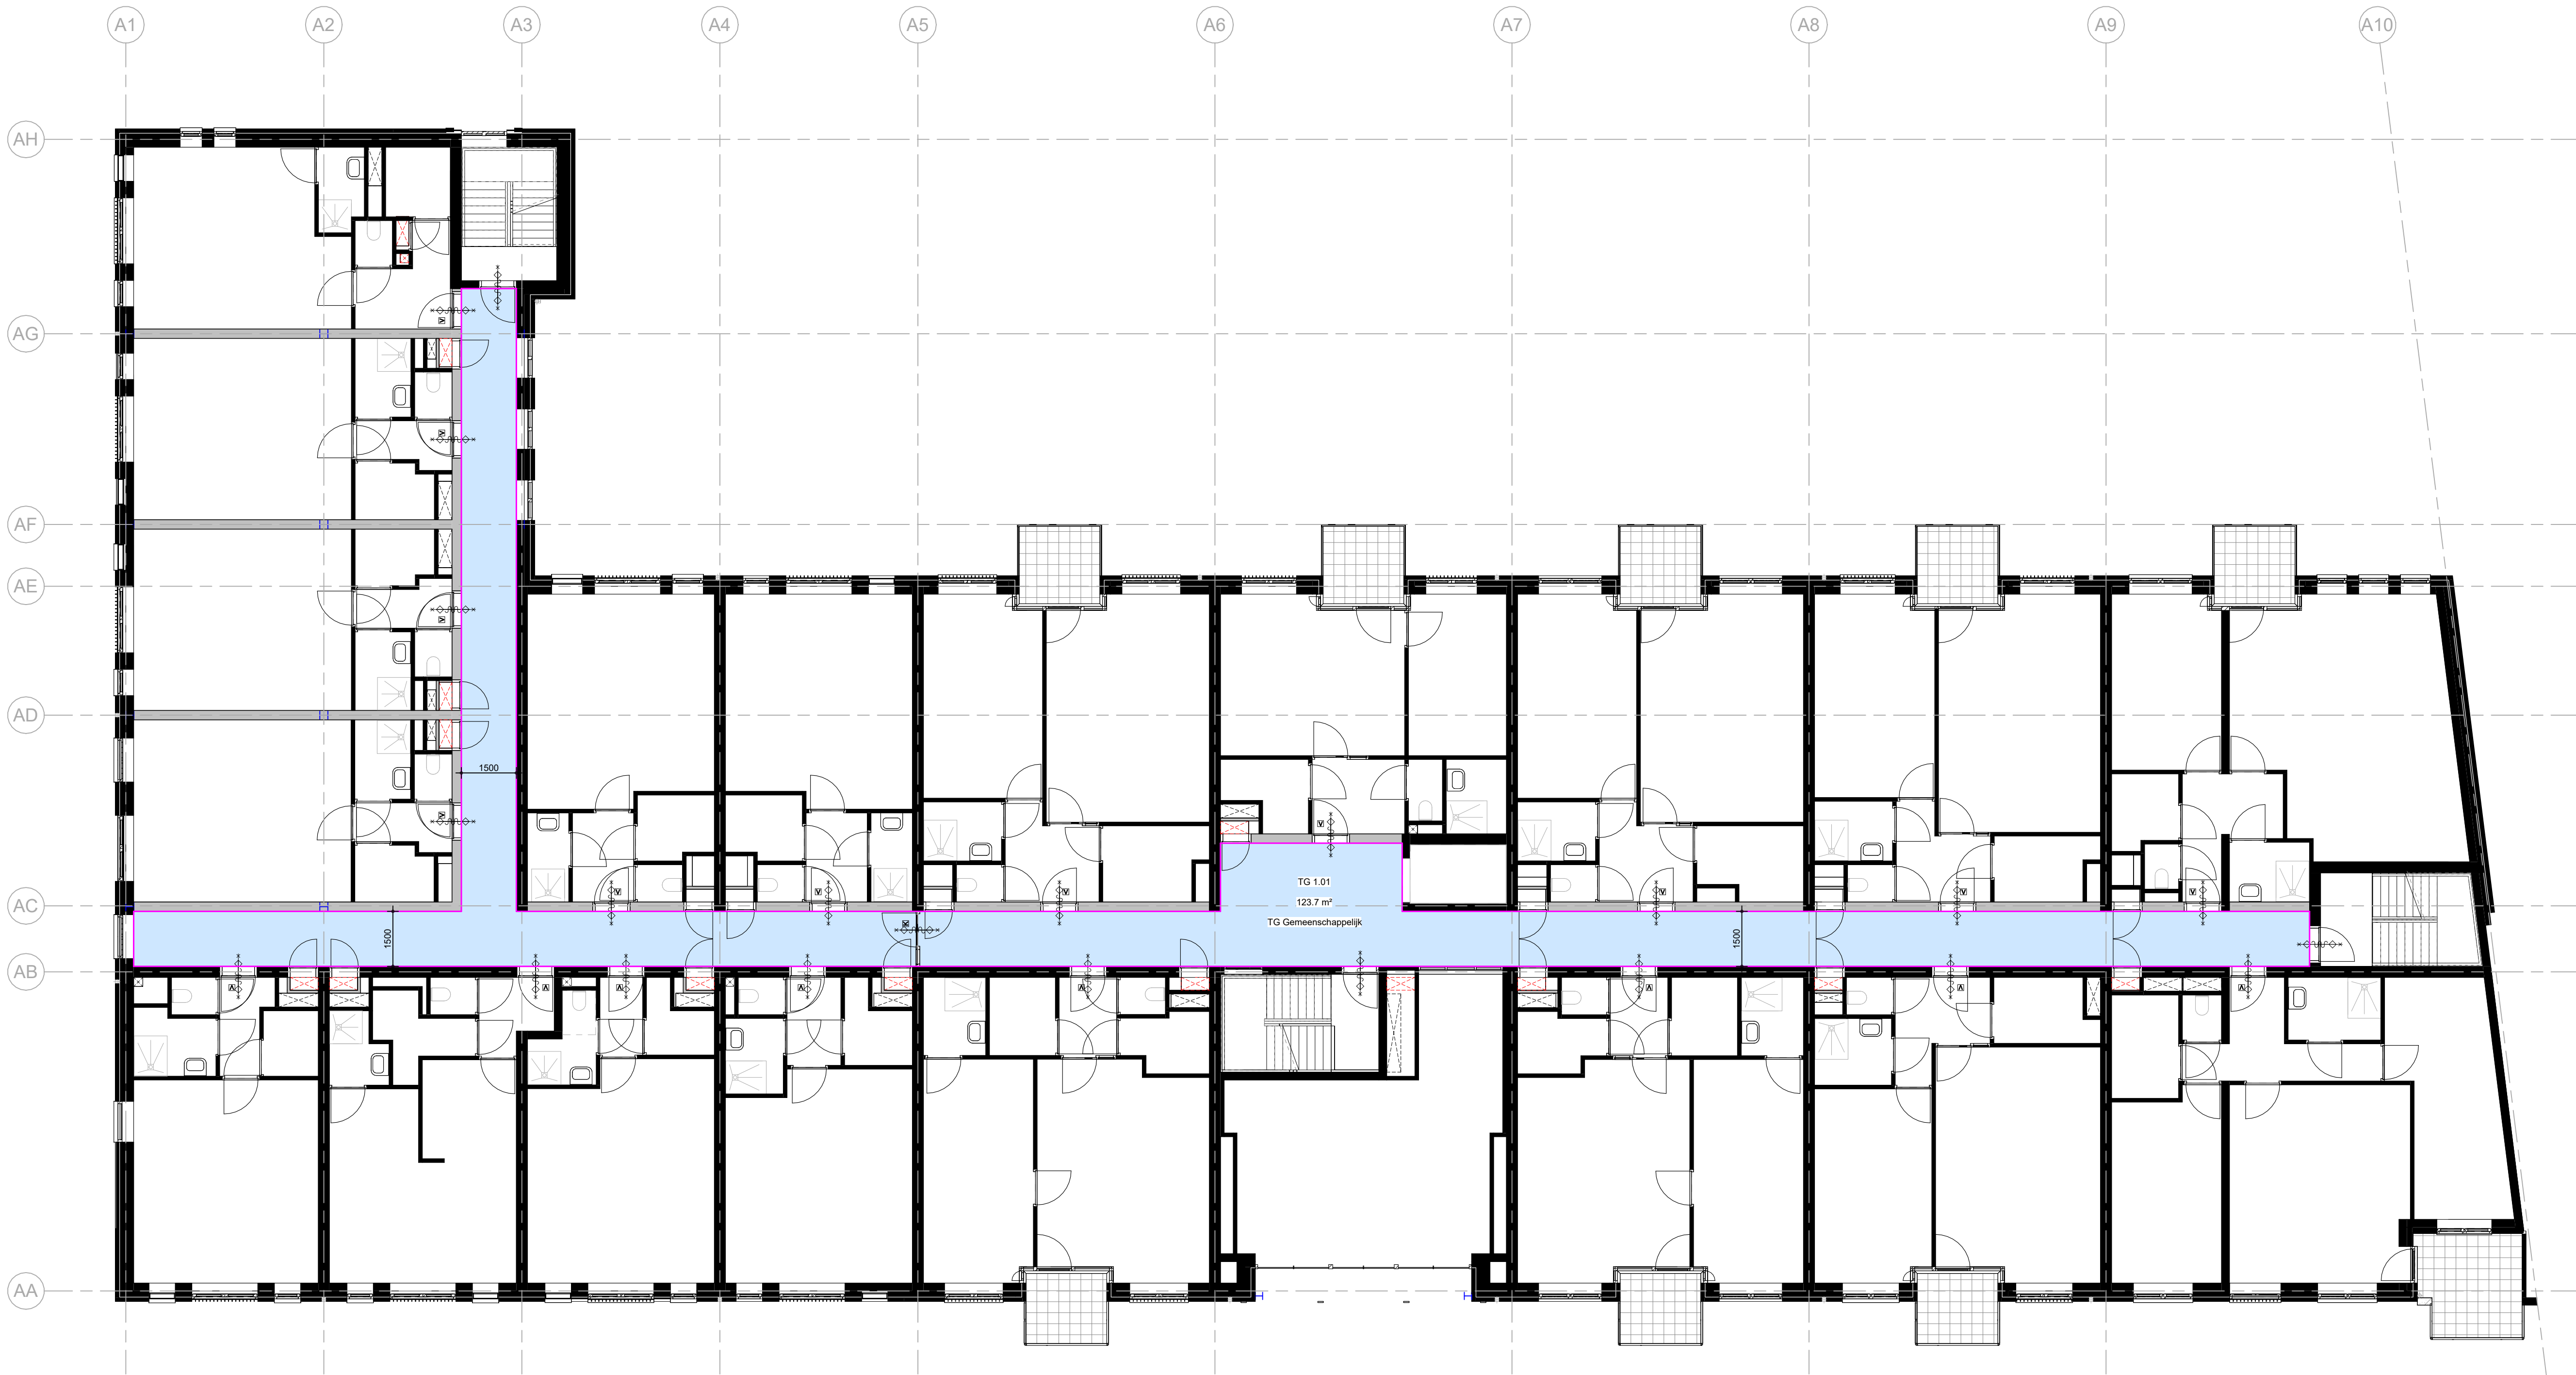 A1 A2 A3 A4 A5 A6 A7 A8 A9 A10
AH
AG
AF
AE
AD
1500
TG 1.01
123.7 m²
AC
TG Gemeenschappelijk
1500
1500
AB
AA